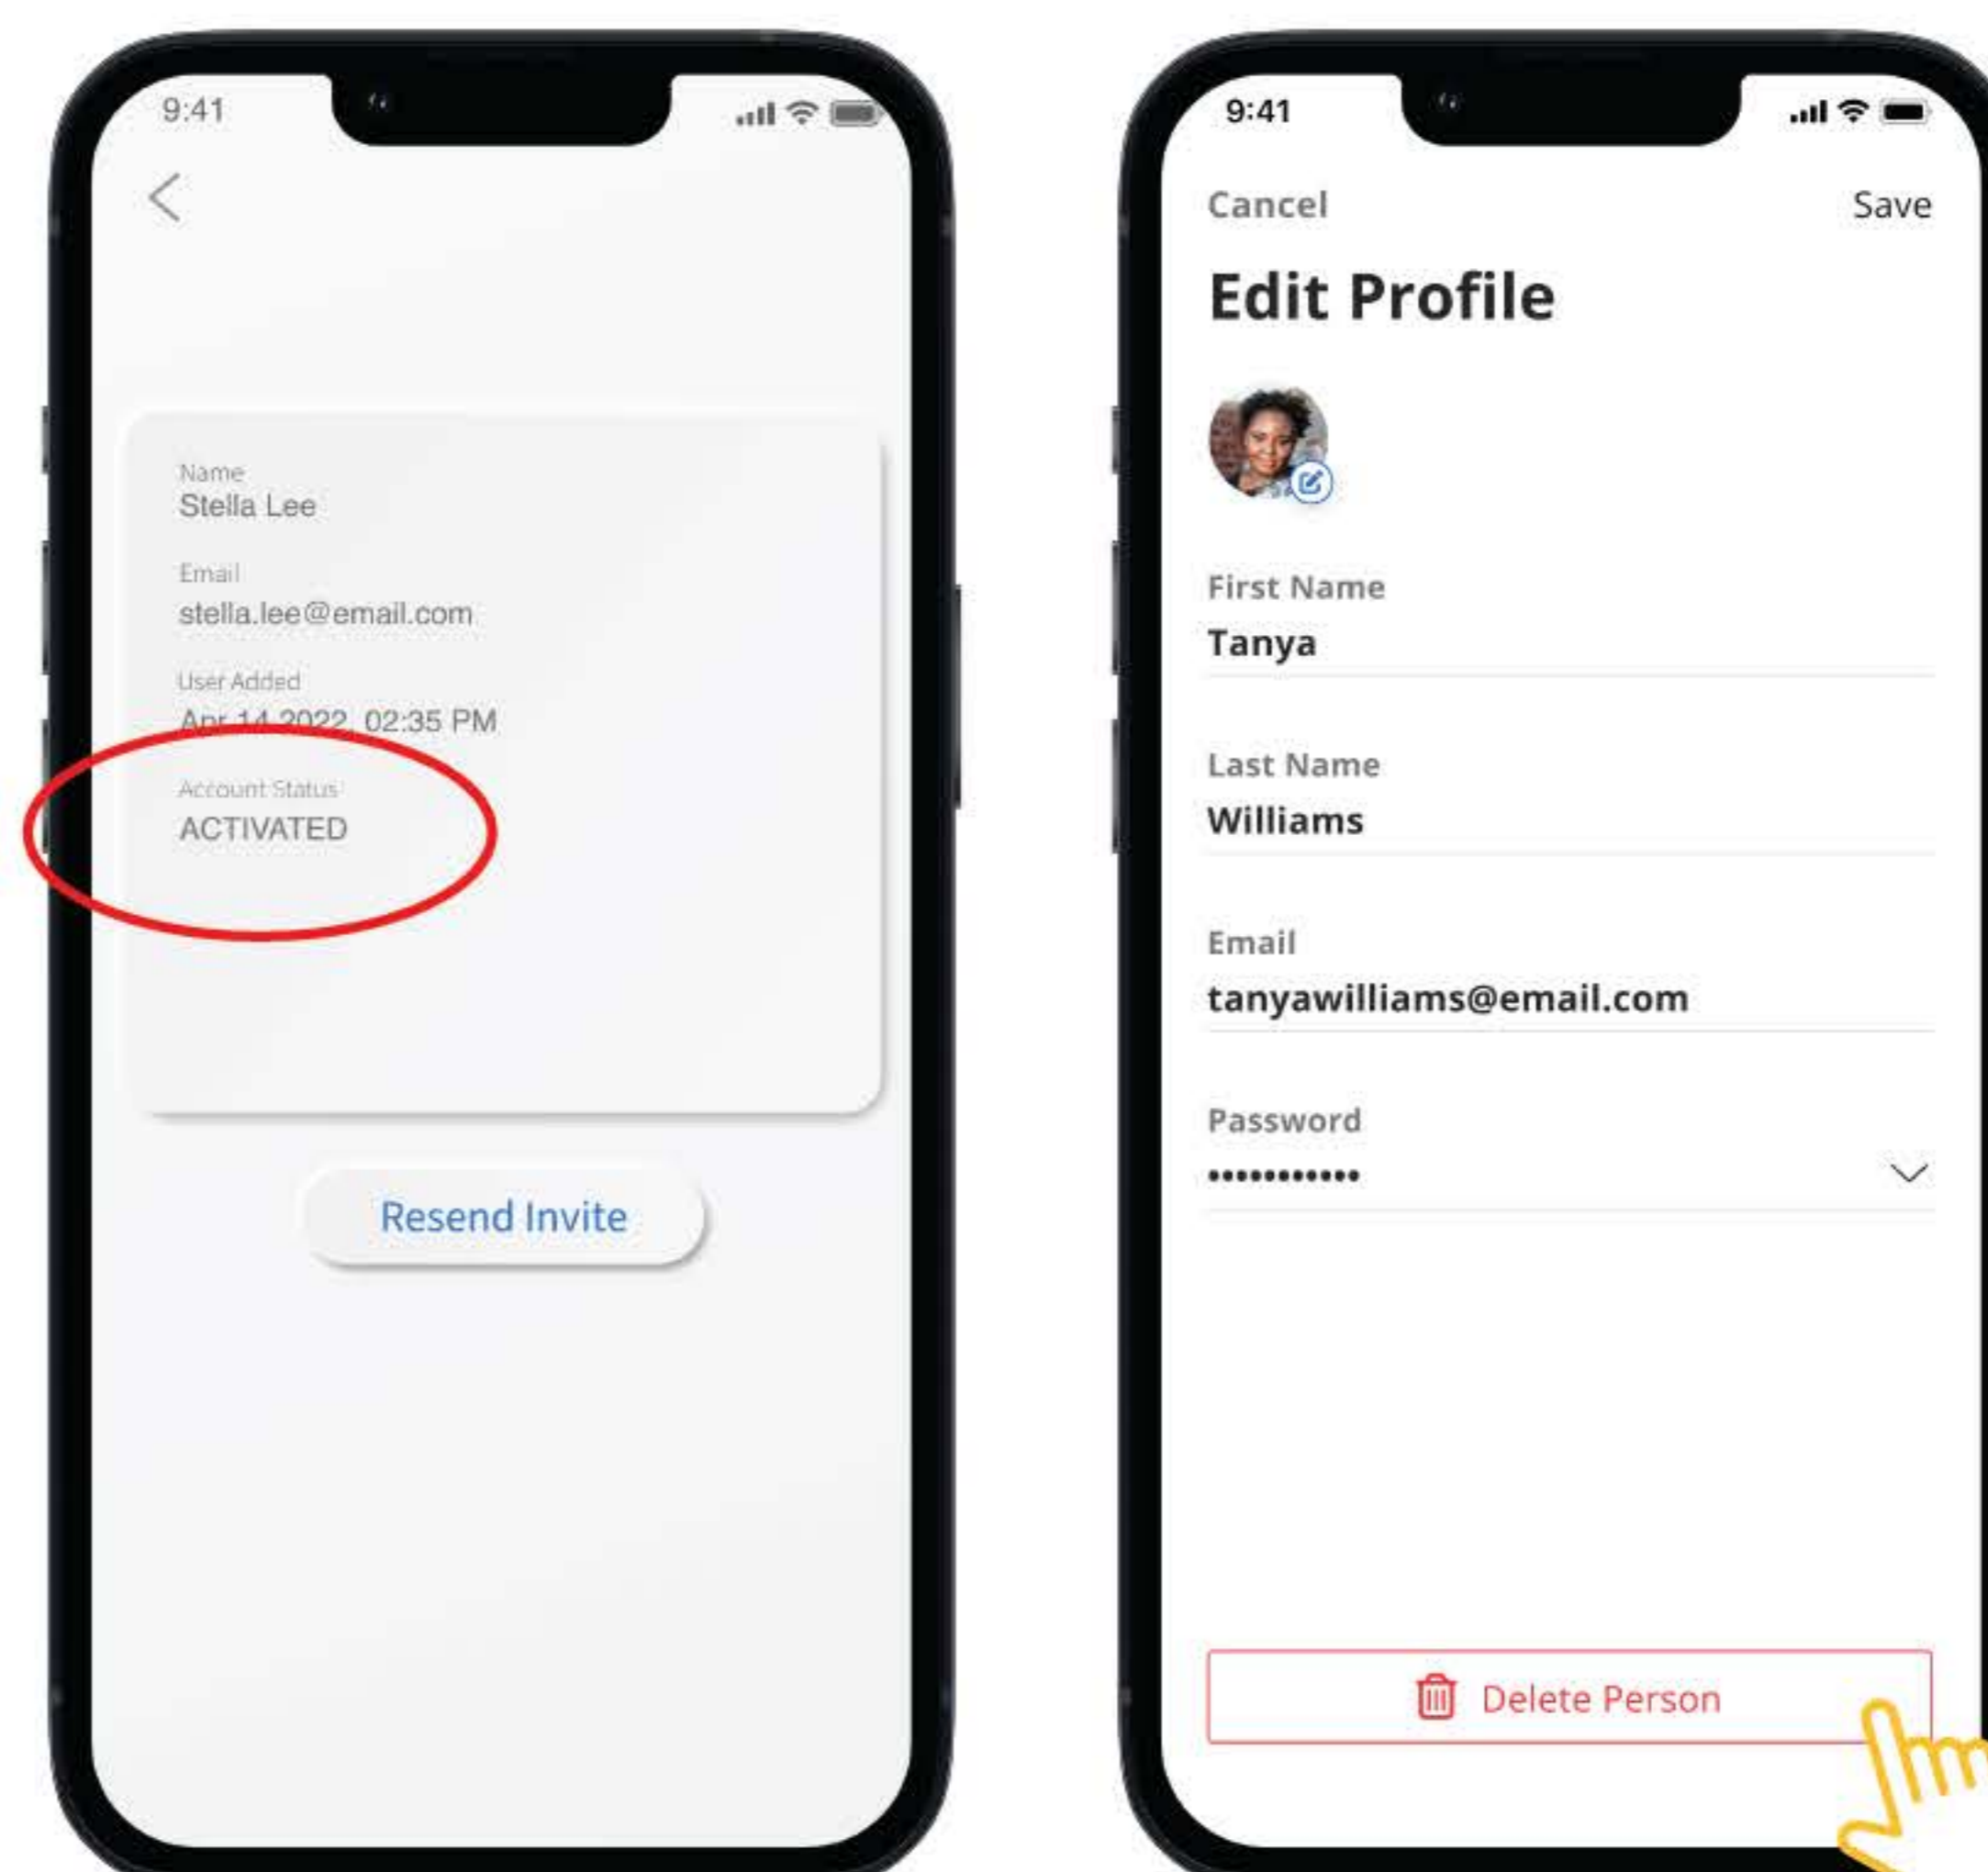 9:41
Name
Stella Lee
Email
stella.lee@email.com
User Added
Apr 14 2022, 02:35 PM
Account Status
ACTIVATED
Resend Invite
9:41
Cancel
Save
Edit Profile
First Name
Tanya
Last Name
Williams
Email
tanyawilliams@email.com
Password
•••••••••••
Delete Person